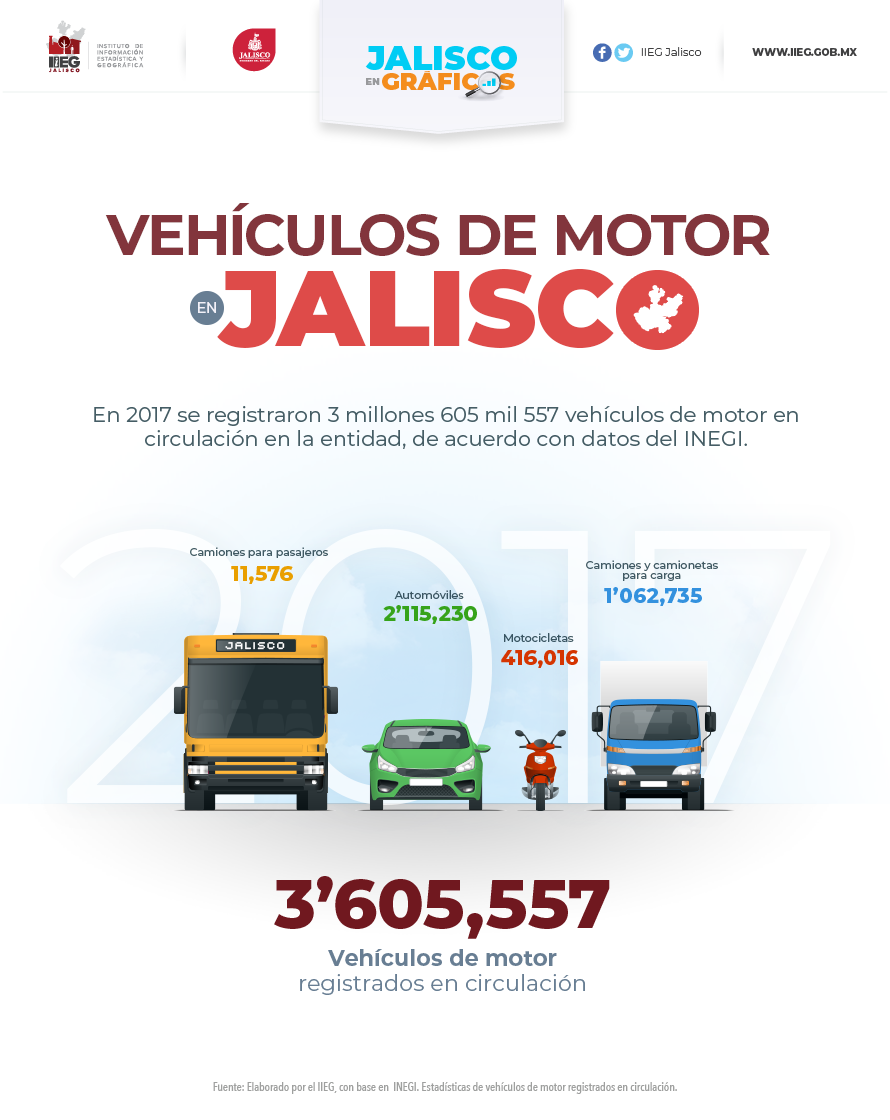 INSTITUTO DE
INFORMACIÓN
ESTADÍSTICA Y
GEOGRÁFICA
IIEG
JALISCO
JALISCO
JALISCO
EN GRÁFICOS
IIEG Jalisco
WWW.IIEG.GOB.MX
VEHÍCULOS DE MOTOR
EN JALISCO
En 2017 se registraron 3 millones 605 mil 557 vehículos de motor en
circulación en la entidad, de acuerdo con datos del INEGI.
2017
Camiones para pasajeros
11,576
Automóviles
2’115,230
Motocicletas
416,016
Camiones y camionetas
para carga
1’062,735
JALISCO
3’605,557
Vehículos de motor
registrados en circulación
Fuente: Elaborado por el IIEG, con base en INEGI. Estadísticas de vehículos de motor registrados en circulación.